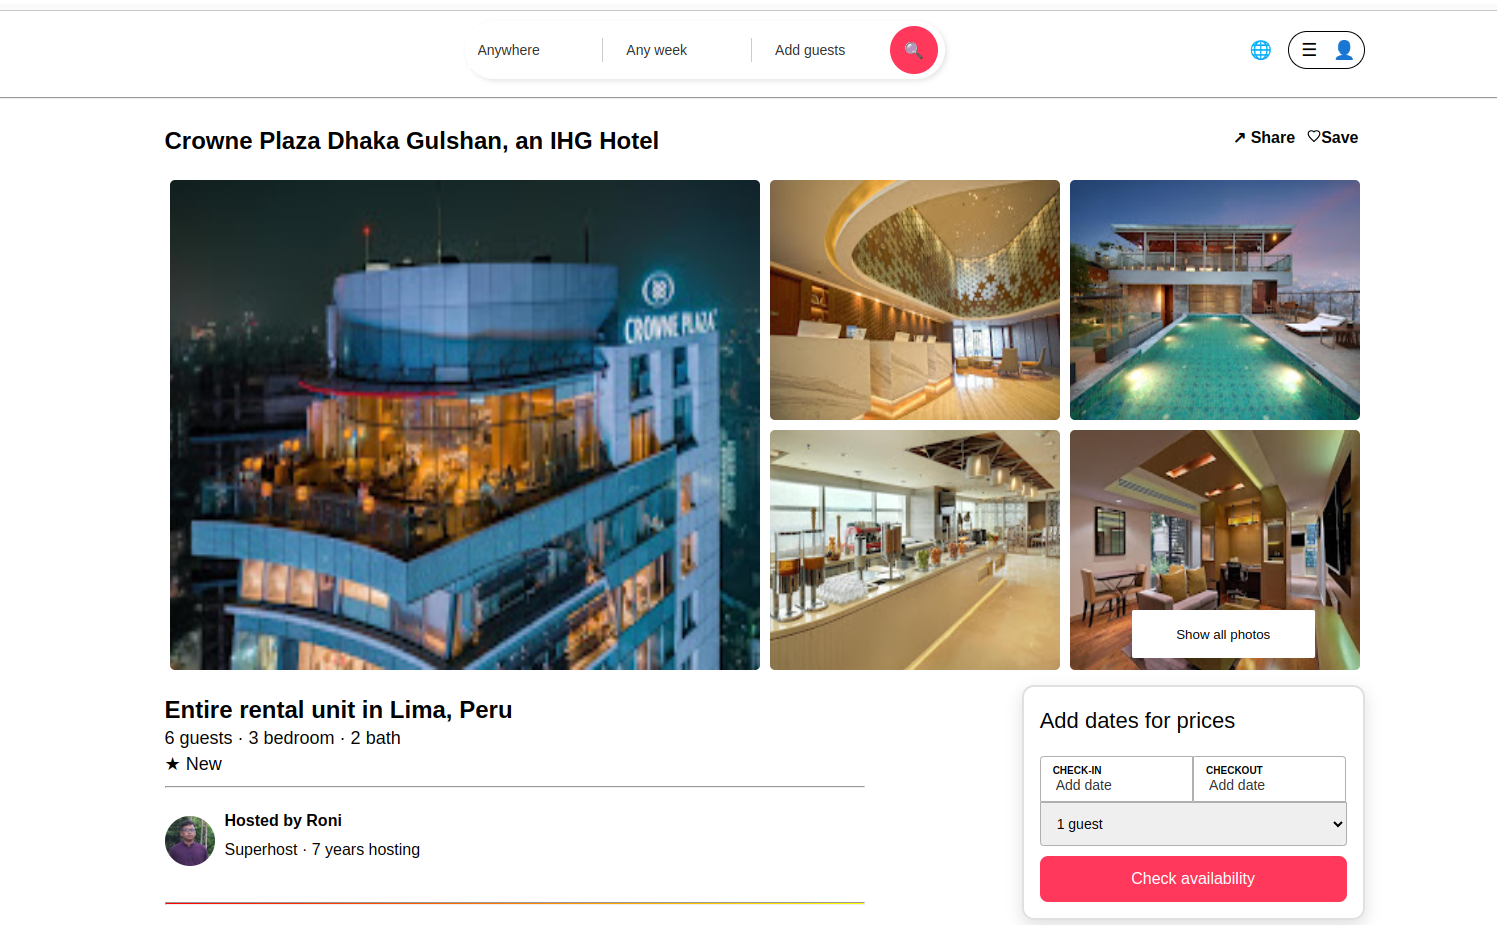 Anywhere
Any week
Add guests
Crowne Plaza Dhaka Gulshan, an IHG Hotel
↗ Share
Save
CROWNE PLAZA
Show all photos
Entire rental unit in Lima, Peru
6 guests · 3 bedroom · 2 bath
★ New
Hosted by Roni
Superhost · 7 years hosting
Add dates for prices
CHECK-IN
Add date
CHECKOUT
Add date
1 guest
Check availability